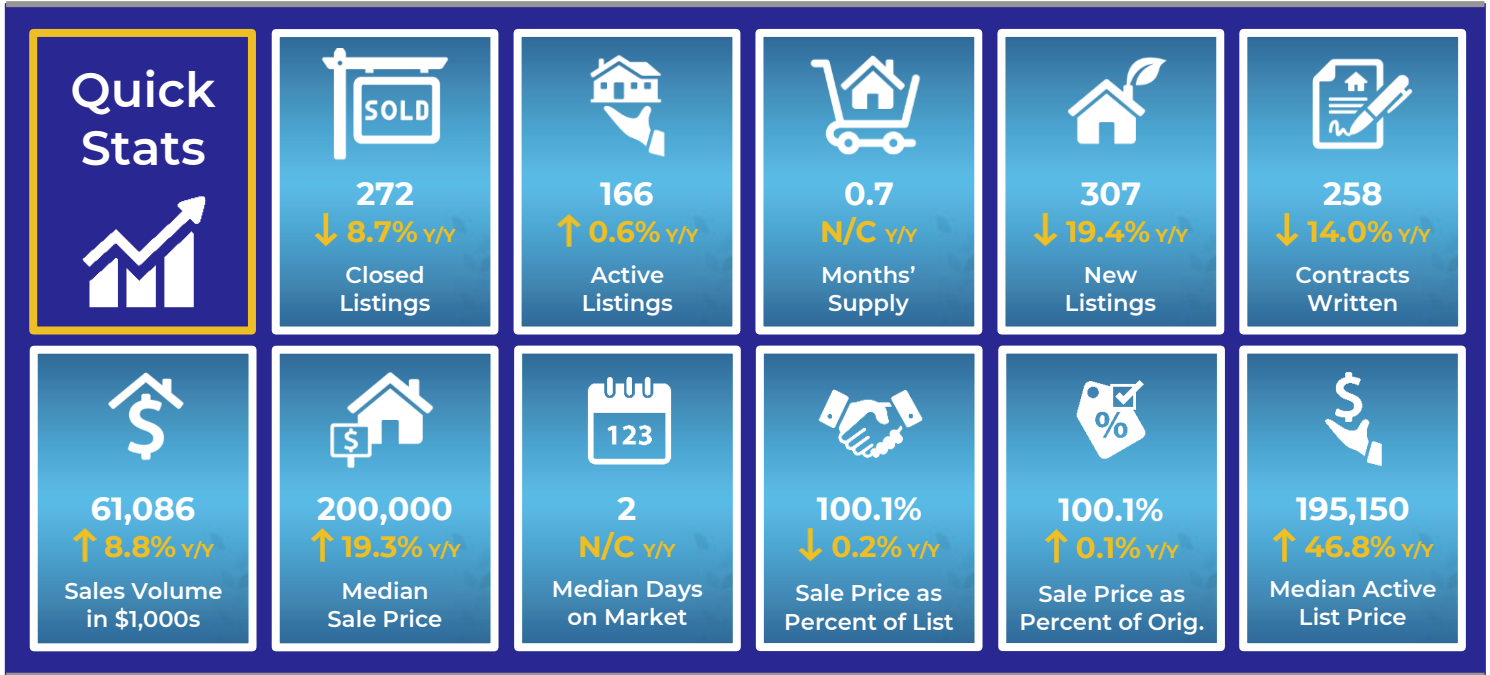 Quick
Stats
SOLD
272
↓ 8.7% Y/Y
Closed
Listings
166
↑ 0.6% Y/Y
Active
Listings
0.7
N/C Y/Y
Months’
Supply
307
↓ 19.4% Y/Y
New
Listings
258
↓ 14.0% Y/Y
Contracts
Written
$
61,086
↑ 8.8% Y/Y
Sales Volume
in $1,000s
$
200,000
↑ 19.3% Y/Y
Median
Sale Price
123
2
N/C Y/Y
Median Days
on Market
100.1%
↓ 0.2% Y/Y
Sale Price as
Percent of List
%
100.1%
↑ 0.1% Y/Y
Sale Price as
Percent of Orig.
$
195,150
↑ 46.8% Y/Y
Median Active
List Price